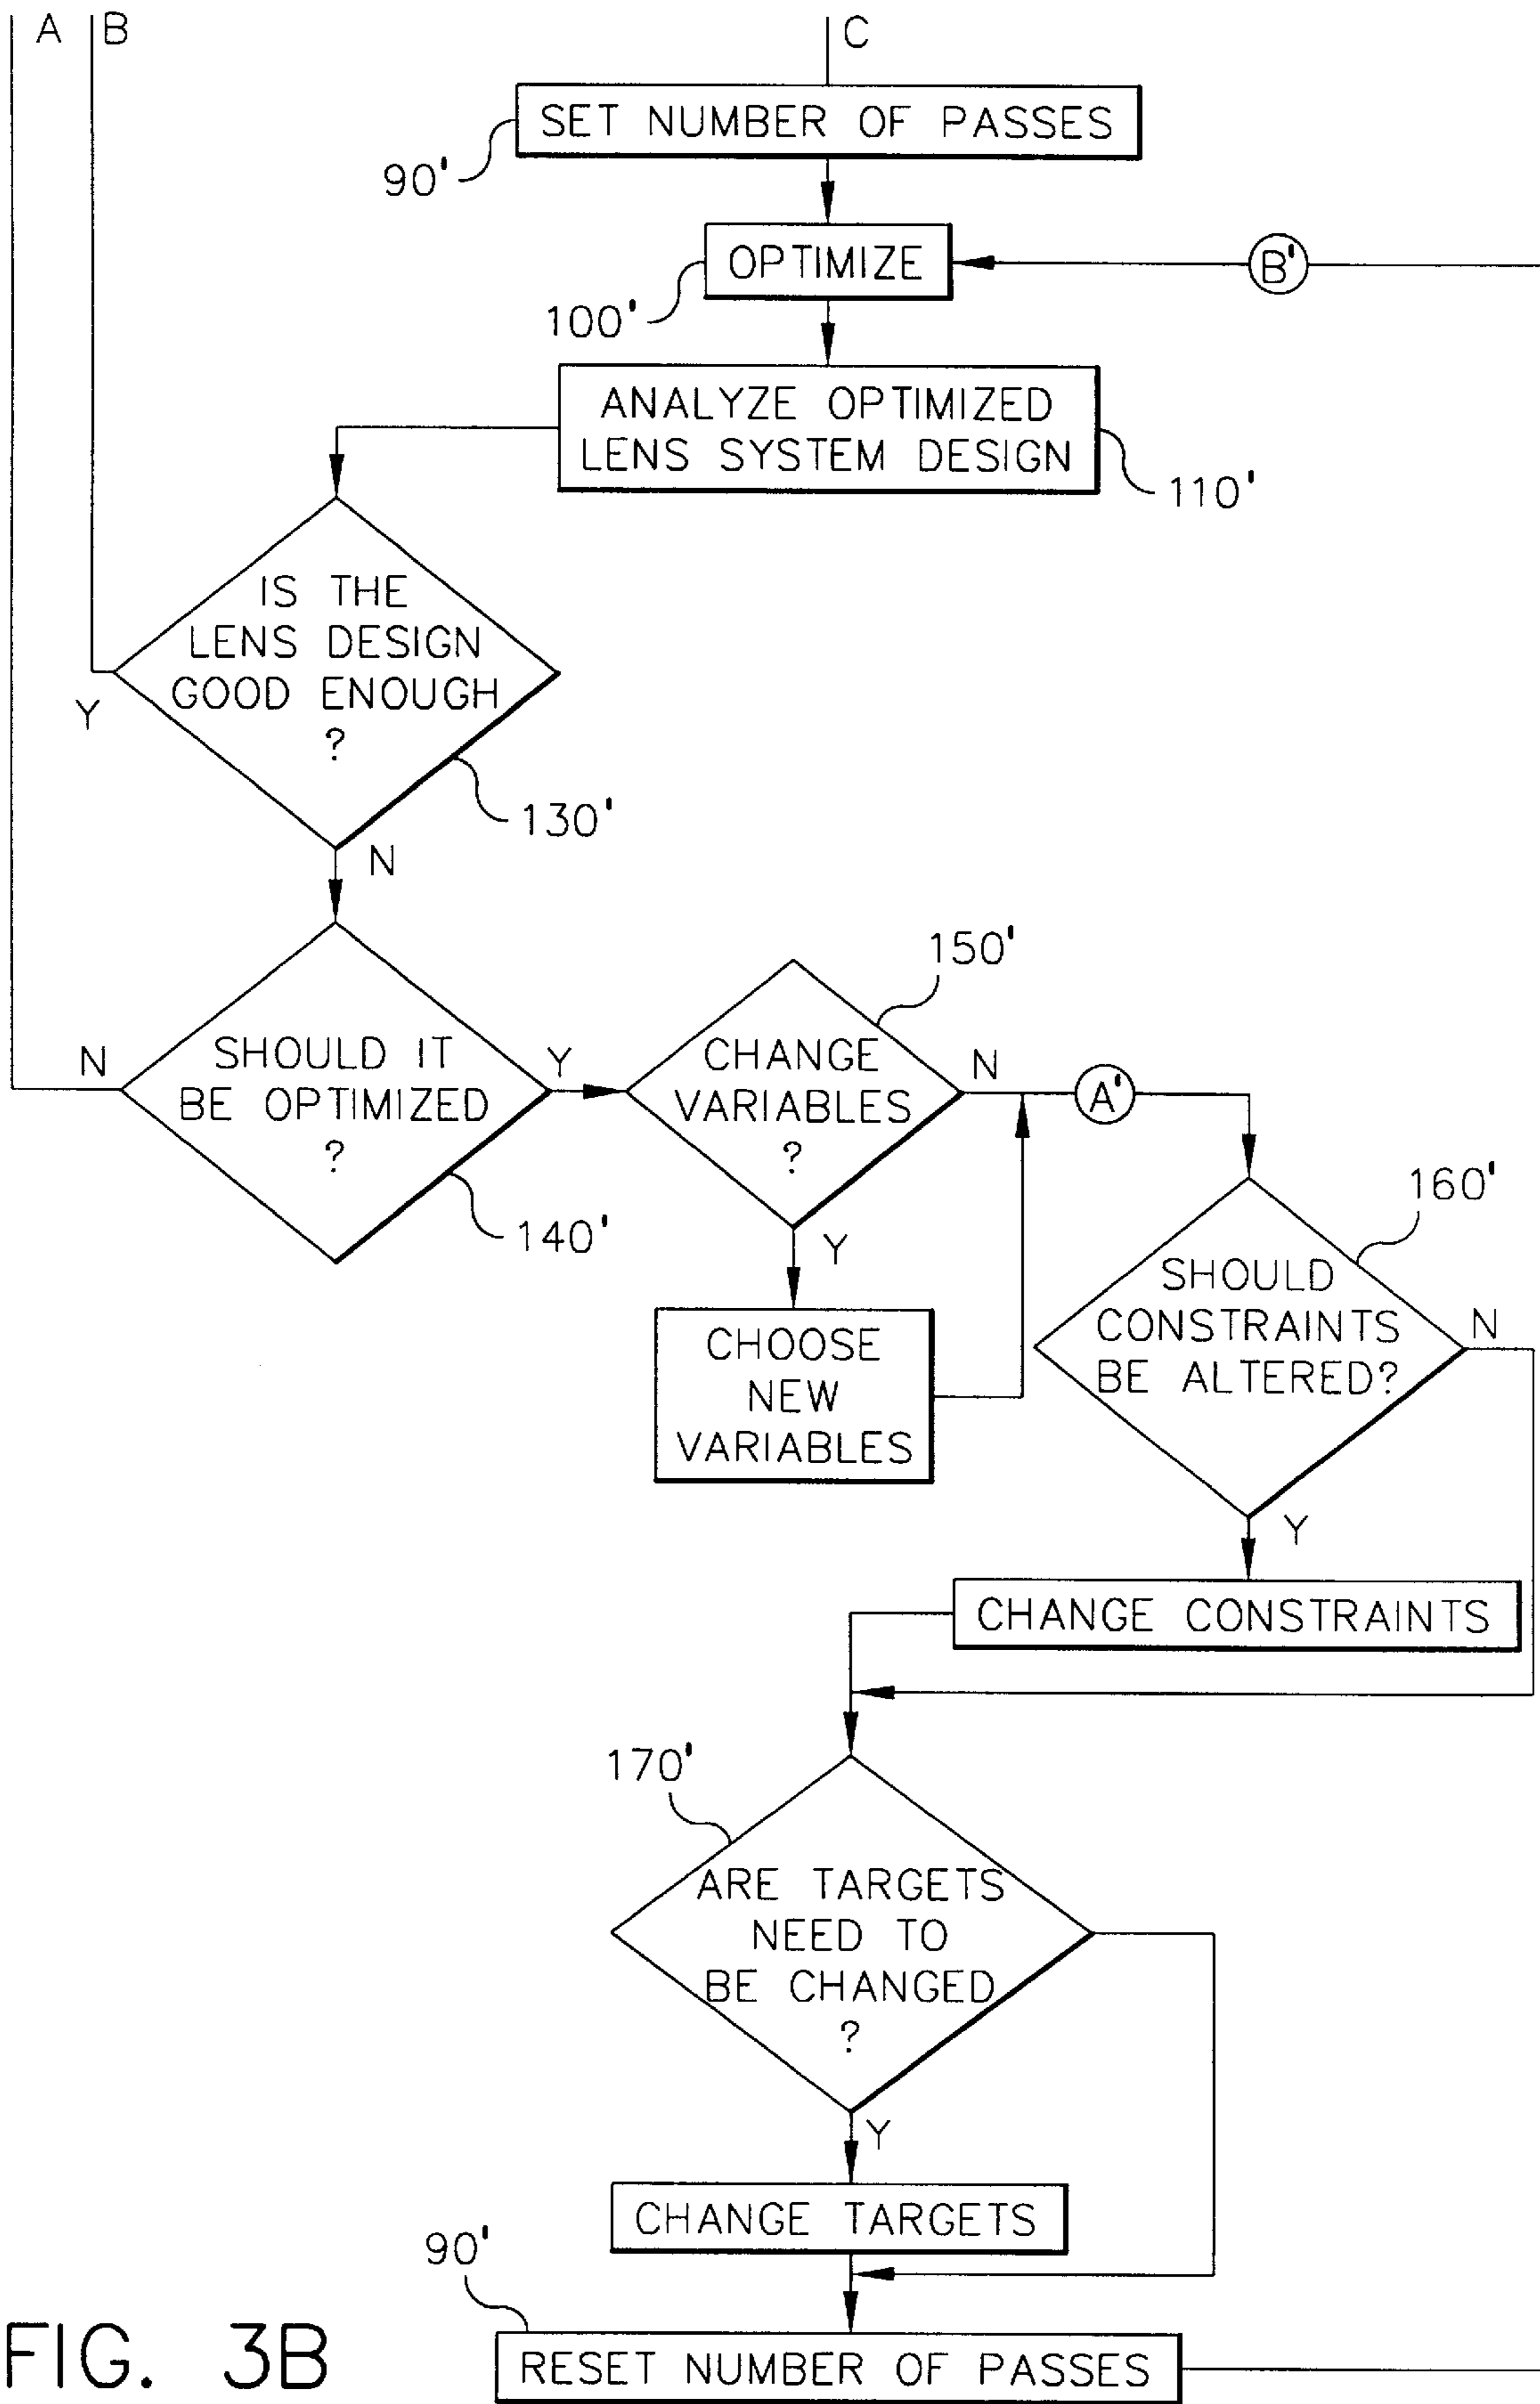 A
B
C
SET NUMBER OF PASSES
90'
OPTIMIZE
B'
100'
ANALYZE OPTIMIZED
LENS SYSTEM DESIGN
110'
IS THE
LENS DESIGN
GOOD ENOUGH
?
Y
130'
N
150'
N
SHOULD IT
BE OPTIMIZED
?
Y
140'
CHANGE
VARIABLES
?
N
A'
Y
160'
CHOOSE
NEW
VARIABLES
SHOULD
CONSTRAINTS
BE ALTERED?
N
Y
CHANGE CONSTRAINTS
170'
ARE TARGETS
NEED TO
BE CHANGED
?
Y
CHANGE TARGETS
90'
RESET NUMBER OF PASSES
FIG. 3B